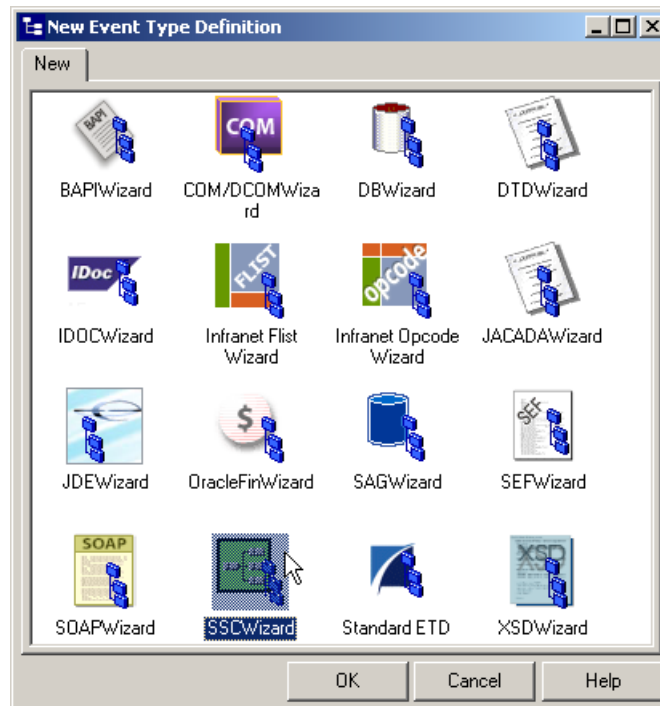 New Event Type Definition
New
BAPI
COM
BAPIWizard
COM/DCOMWiza
rd
DBWizard
DTDWizard
IDoc
FLIST
opcode
IDOCWizard
Infranet Flist
Wizard
Infranet Opcode
Wizard
JACADAWizard
$
SEF
JDEWizard
OracleFinWizard
SAGWizard
SEFWizard
SOAP
XSD
SOAPWizard
SSCWizard
Standard ETD
XSDWizard
OK
Cancel
Help